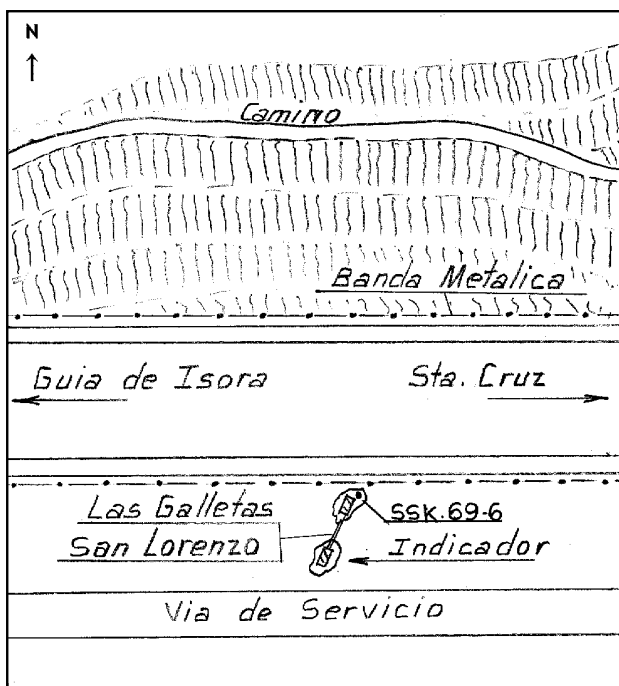 N
Camino
Banda Metalica
Guia de Isora
Sta. Cruz
Las Galletas
SSK.69-6
San Lorenzo
Indicador
Via de Servicio